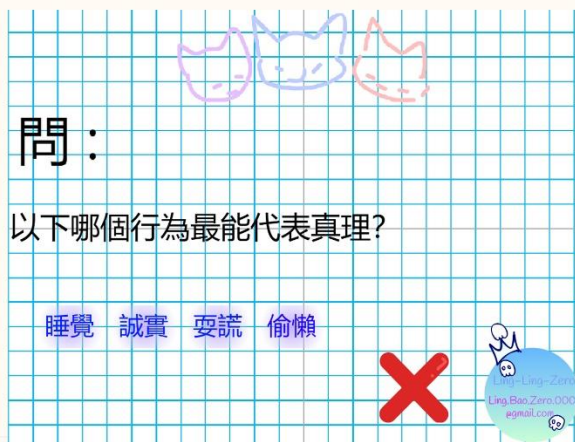 問：
以下哪個行為最能代表真理?
睡覺 誠實 耍謊 偷懶
Ling-Ling-Zero
Ling.Bao.Zero.000
@gmail.com